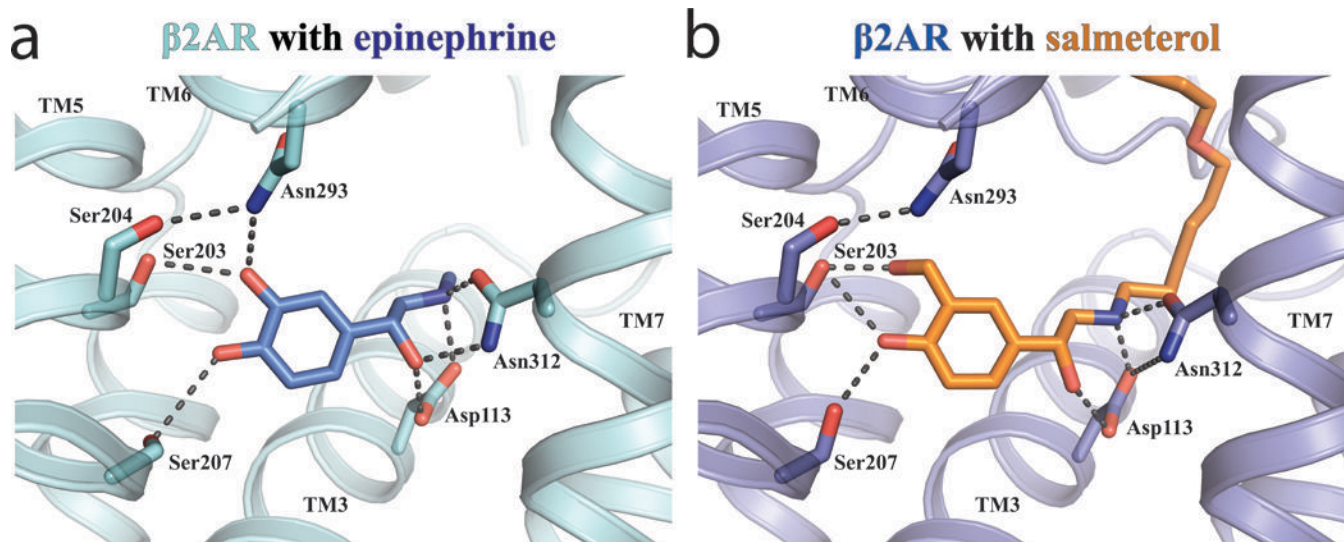 a
β2AR with epinephrine
TM5
TM6
Asn293
Ser204
Ser203
TM7
Asn312
Asp113
Ser207
TM3
b
β2AR with salmeterol
TM5
TM6
Asn293
Ser204
Ser203
TM7
Asn312
Asp113
Ser207
TM3